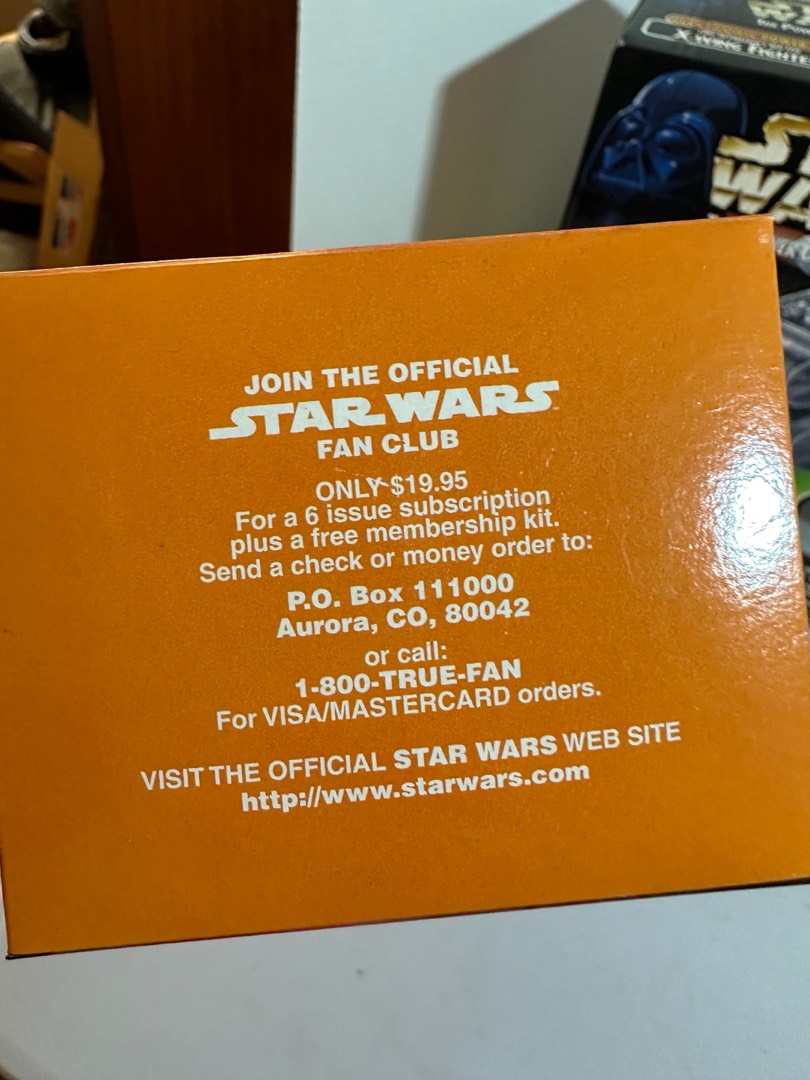 X-WING FIGHTER
JOIN THE OFFICIAL
STAR WARS
FAN CLUB
ONLY $19.95
For a 6 issue subscription
plus a free membership kit.
Send a check or money order to:
P.O. Box 111000
Aurora, CO, 80042
or call:
1-800-TRUE-FAN
For VISA/MASTERCARD orders.
VISIT THE OFFICIAL STAR WARS WEB SITE
http://www.starwars.com